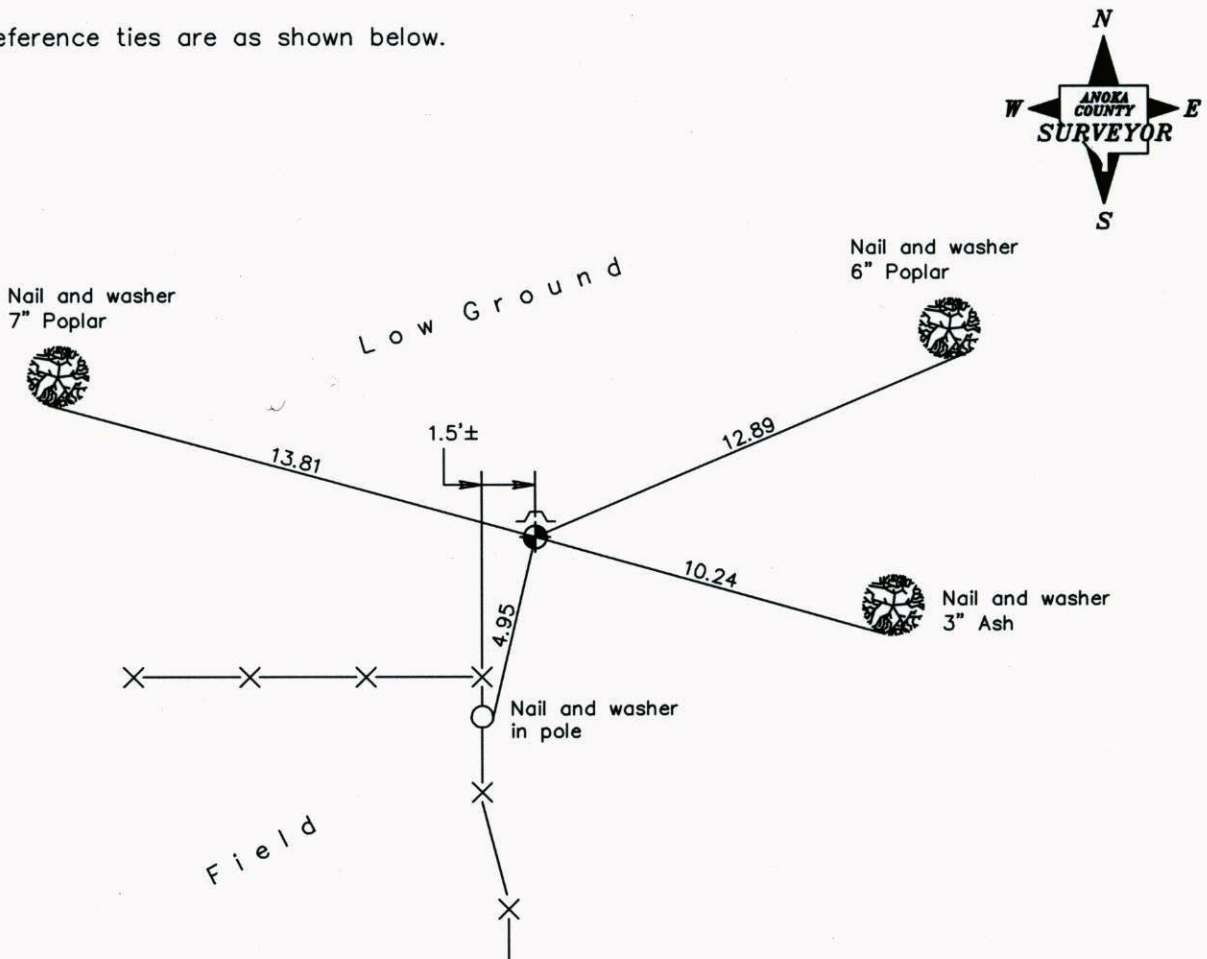 eference ties are as shown below.
N
W
ANOKA
COUNTY
E
SURVEYOR
S
Nail and washer
6" Poplar
Nail and washer
7" Poplar
Low Ground
1.5'±
12.89
13.81
10.24
Nail and washer
3" Ash
4.95
Nail and washer
in pole
Field